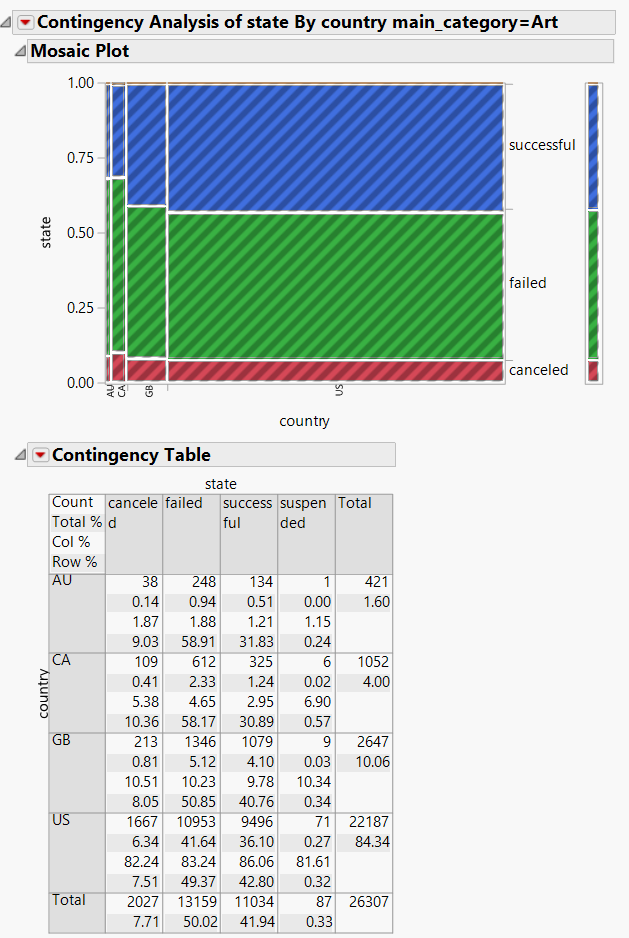 Contingency Analysis of state By country main_category=Art
Mosaic Plot
1.00
0.75
0.50
0.25
0.00
state
successful
failed
canceled
AU
CA
GB
US
country
Contingency Table
state
Count
Total %
Col %
Row %
cancele
d
failed
success
ful
suspen
ded
Total
country
AU 38 248 134 1 421
0.14 0.94 0.51 0.00 1.60
1.87 1.88 1.21 1.15
9.03 58.91 31.83 0.24
CA 109 612 325 6 1052
0.41 2.33 1.24 0.02 4.00
5.38 4.65 2.95 6.90
10.36 58.17 30.89 0.57
GB 213 1346 1079 9 2647
0.81 5.12 4.10 0.03 10.06
10.51 10.23 9.78 10.34
8.05 50.85 40.76 0.34
US 1667 10953 9496 71 22187
6.34 41.64 36.10 0.27 84.34
82.24 83.24 86.06 81.61
7.51 49.37 42.80 0.32
Total 2027 13159 11034 87 26307
7.71 50.02 41.94 0.33